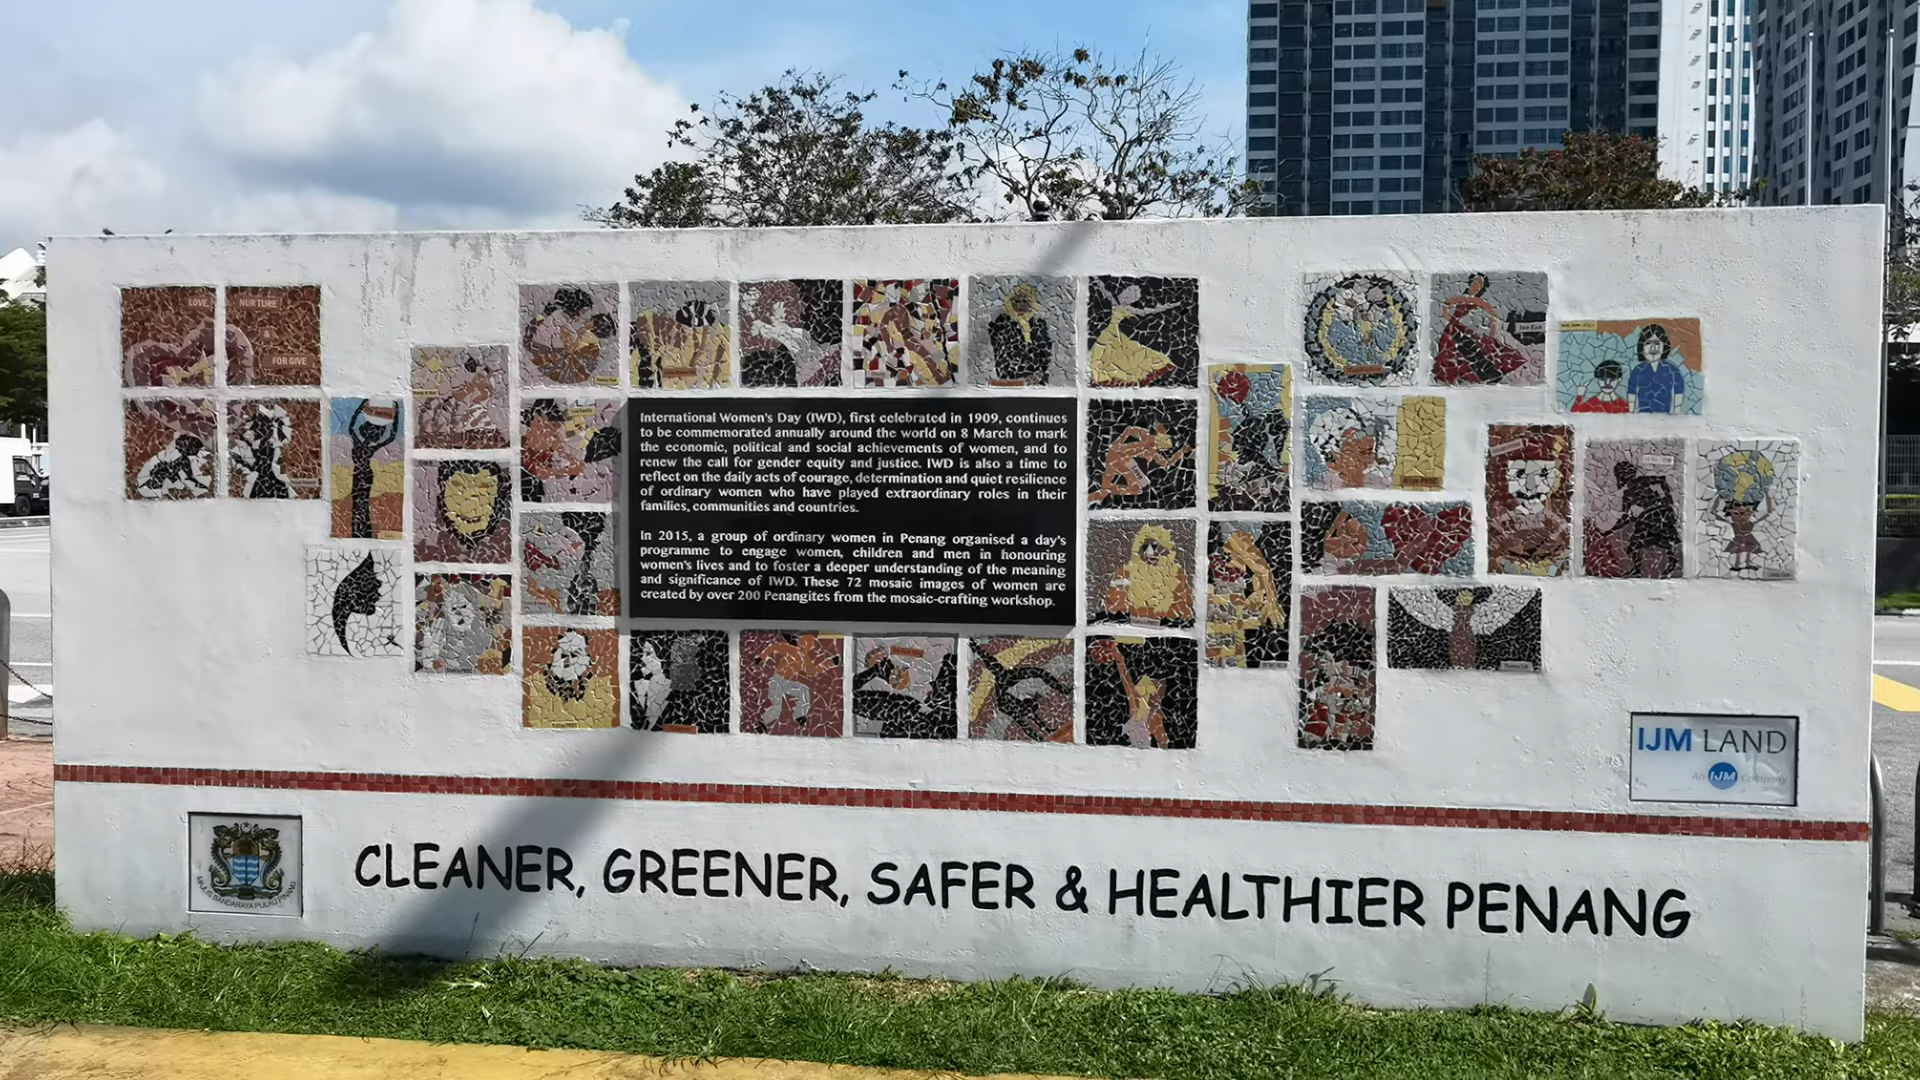 LOVE,
NURTURE
FOR GIVE
International Women's Day (IWD), first celebrated in 1909, continues
to be commemorated annually around the world on 8 March to mark
the economic, political and social achievements of women, and to
renew the call for gender equity and justice. IWD is also a time to
reflect on the daily acts of courage, determination and quiet resilience
of ordinary women who have played extraordinary roles in their
families, communities and countries.
In 2015, a group of ordinary women in Penang organised a day's
programme to engage women, children and men in honouring
women's lives and to foster a deeper understanding of the meaning
and significance of IWD. These 72 mosaic images of women are
created by over 200 Penangites from the mosaic-crafting workshop.
IJM LAND
An IJM Company
MAJLIS BANDARAYA PULAU PINANG
CLEANER, GREENER, SAFER & HEALTHIER PENANG